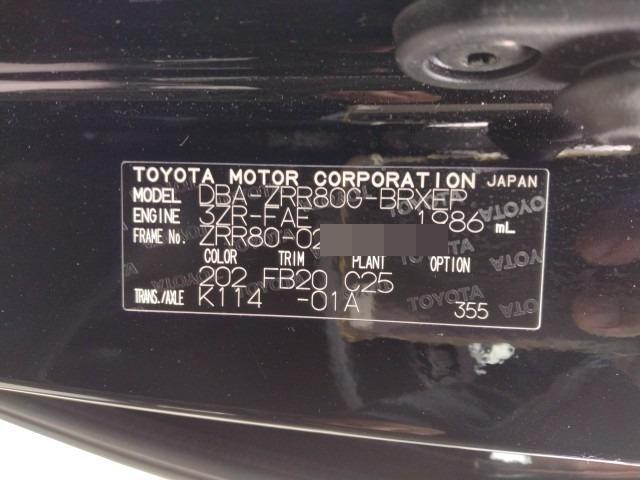 TOYOTA MOTOR CORPORATION JAPAN
MODEL DBA-ZRR80G-BRXEP
ENGINE 3ZR-FAE 1986 mL
FRAME No. ZRR80-02
COLOR TRIM PLANT OPTION
202 FB20 C25
TRANS./AXLE K114 -01A 355